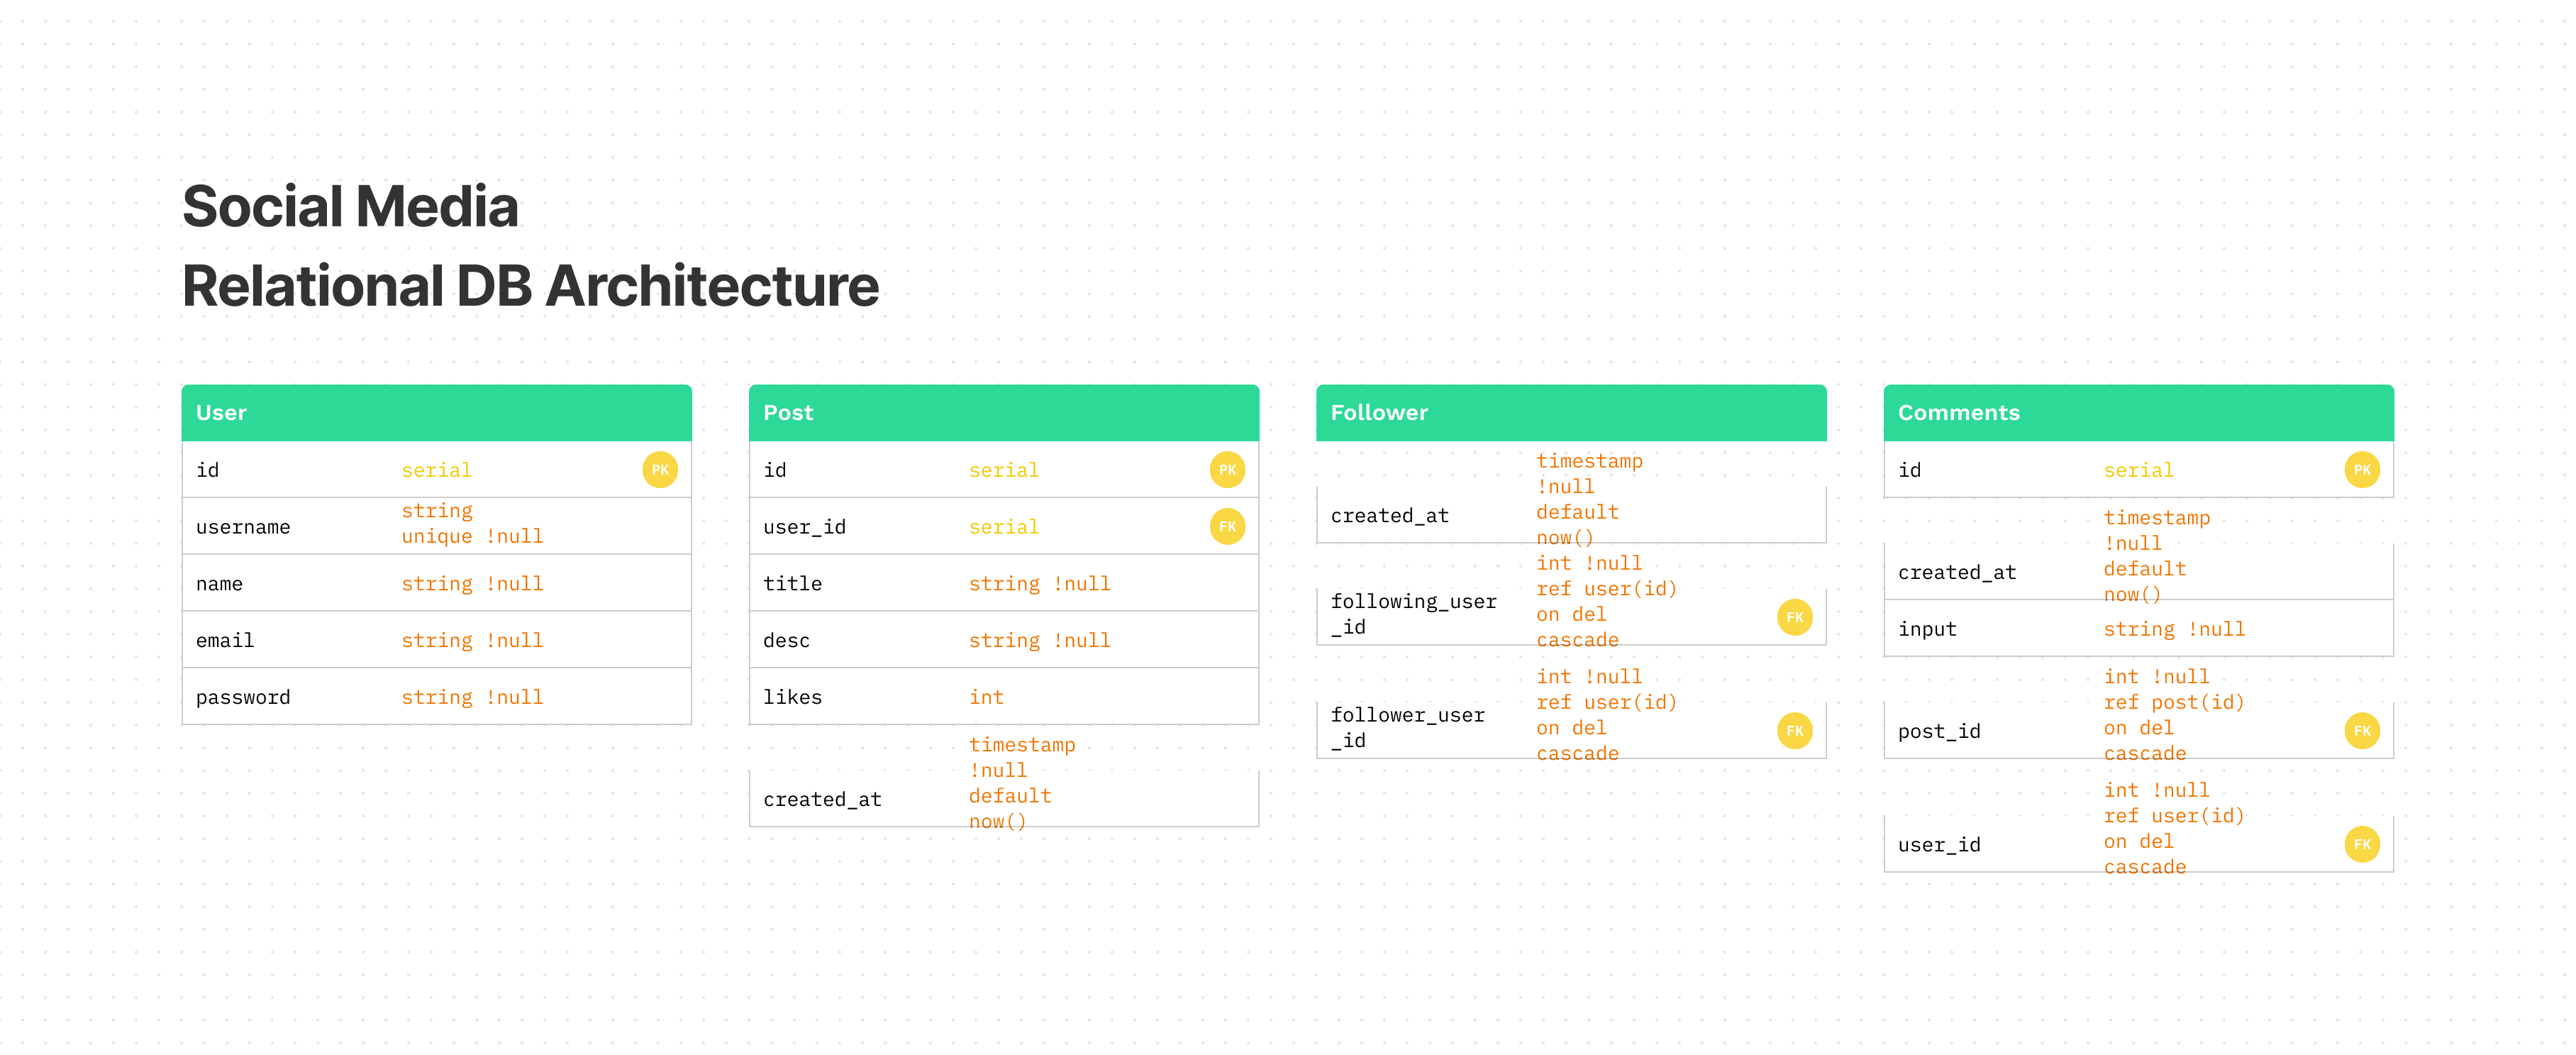 Social Media
Relational DB Architecture
User
id serial PK
username string
unique !null
name string !null
email string !null
password string !null
Post
id serial PK
user_id serial FK
title string !null
desc string !null
likes int
created_at timestamp
!null
default
now()
Follower
created_at timestamp
!null
default
now()
following_user
_id
int !null
ref user(id)
on del
cascade
FK
follower_user
_id
int !null
ref user(id)
on del
cascade
FK
Comments
id serial PK
created_at timestamp
!null
default
now()
input string !null
post_id int !null
ref post(id)
on del
cascade
FK
user_id int !null
ref user(id)
on del
cascade
FK